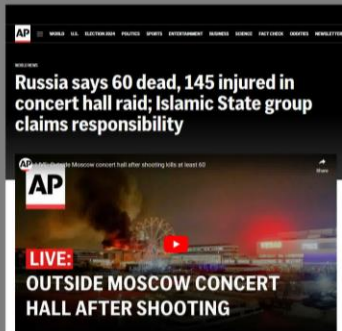 AP WORLD U.S. ELECTION 2024 POLITICS SPORTS ENTERTAINMENT BUSINESS SCIENCE FACT CHECK ODDITIES NEWSLETTERS
WORLD NEWS
Russia says 60 dead, 145 injured in
concert hall raid; Islamic State group
claims responsibility
AP LIVE: Outside Moscow concert hall after shooting kills at least 60
Share
AP
LIVE:
OUTSIDE MOSCOW CONCERT
HALL AFTER SHOOTING